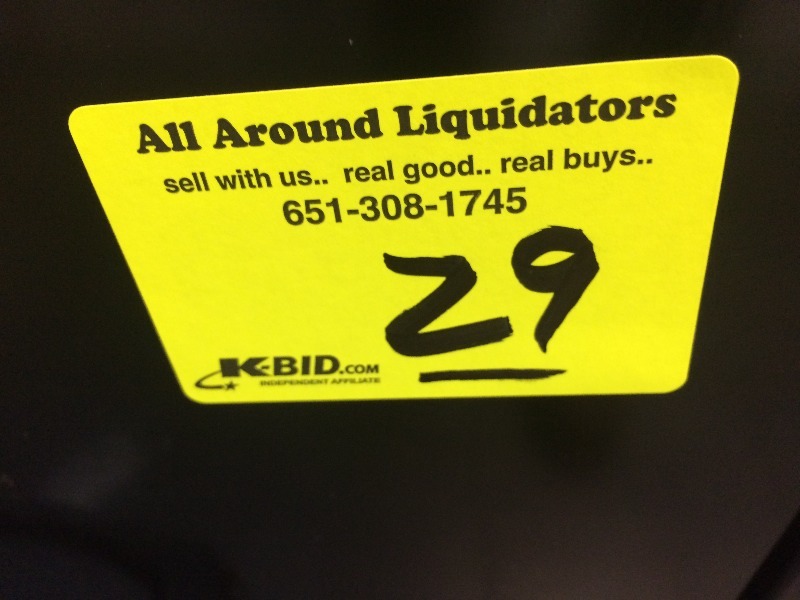 All Around Liquidators
sell with us.. real good.. real buys..
651-308-1745
29
K-BID.COM
INDEPENDENT AFFILIATE